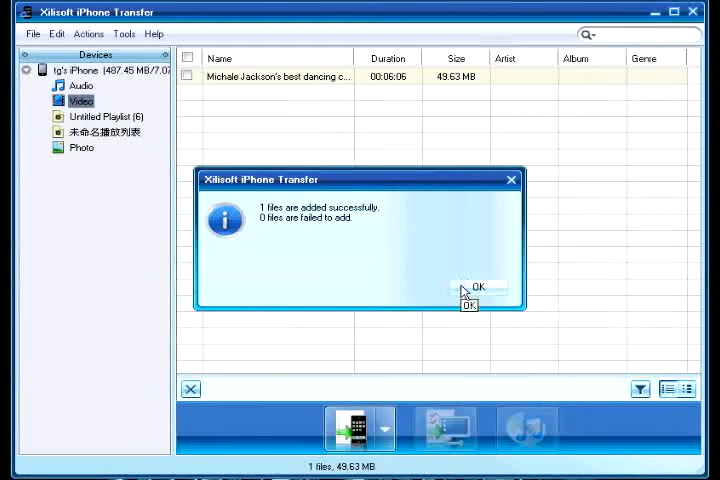 Xilisoft iPhone Transfer
File Edit Actions Tools Help
Devices
tg's iPhone (487.45 MB/7.07
Audio
Video
Untitled Playlist (6)
未命名播放列表
Photo
Name Duration Size Artist Album Genre
Michale Jackson's best dancing c... 00:06:06 49.63 MB
Xilisoft iPhone Transfer
1 files are added successfully.
0 files are failed to add.
OK
OK
1 files, 49.63 MB